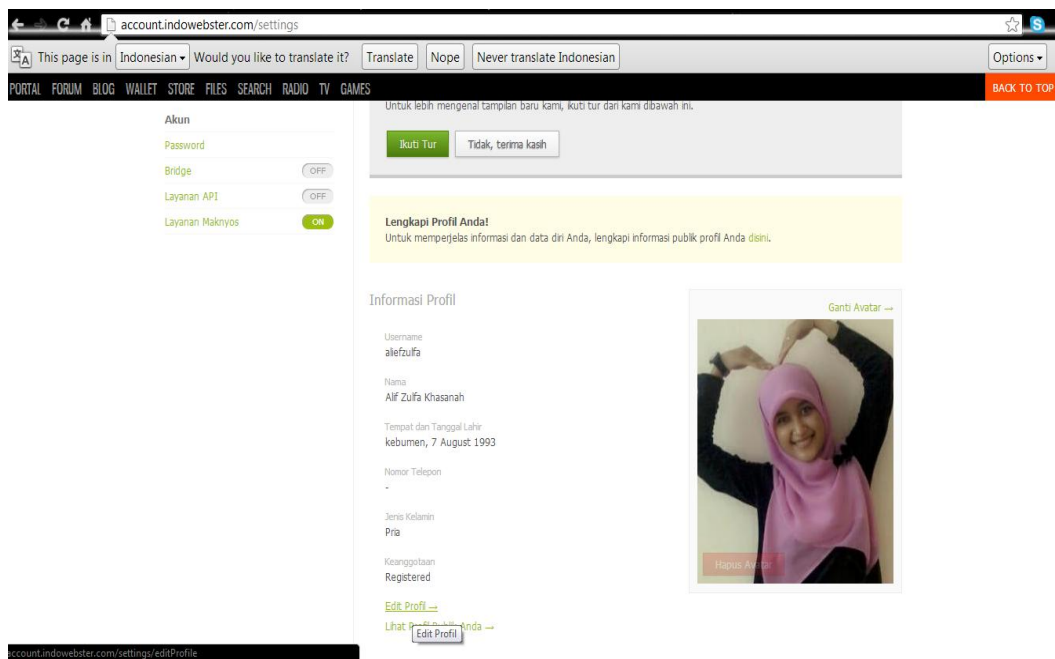 account.indowebster.com/settings
This page is in Indonesian Would you like to translate it? Translate Nope Never translate Indonesian Options
PORTAL FORUM BLOG WALLET STORE FILES SEARCH RADIO TV GAMES BACK TO TOP
Untuk lebih mengenal tampilan baru kami, ikuti tur dari kami dibawah ini.
Akun
Password
Bridge OFF
Layanan API OFF
Layanan Maknyos ON
Ikuti Tur Tidak, terima kasih
Lengkapi Profil Anda!
Untuk memperjelas informasi dan data diri Anda, lengkapi informasi publik profil Anda disini.
Informasi Profil
Username
aliefzulfa
Nama
Alif Zulfa Khasanah
Tempat dan Tanggal Lahir
kebumen, 7 August 1993
Nomor Telepon
-
Jenis Kelamin
Pria
Keanggotaan
Registered
Edit Profil →
Lihat Anda →
Edit Profil
Ganti Avatar →
Hapus Avatar
account.indowebster.com/settings/editProfile